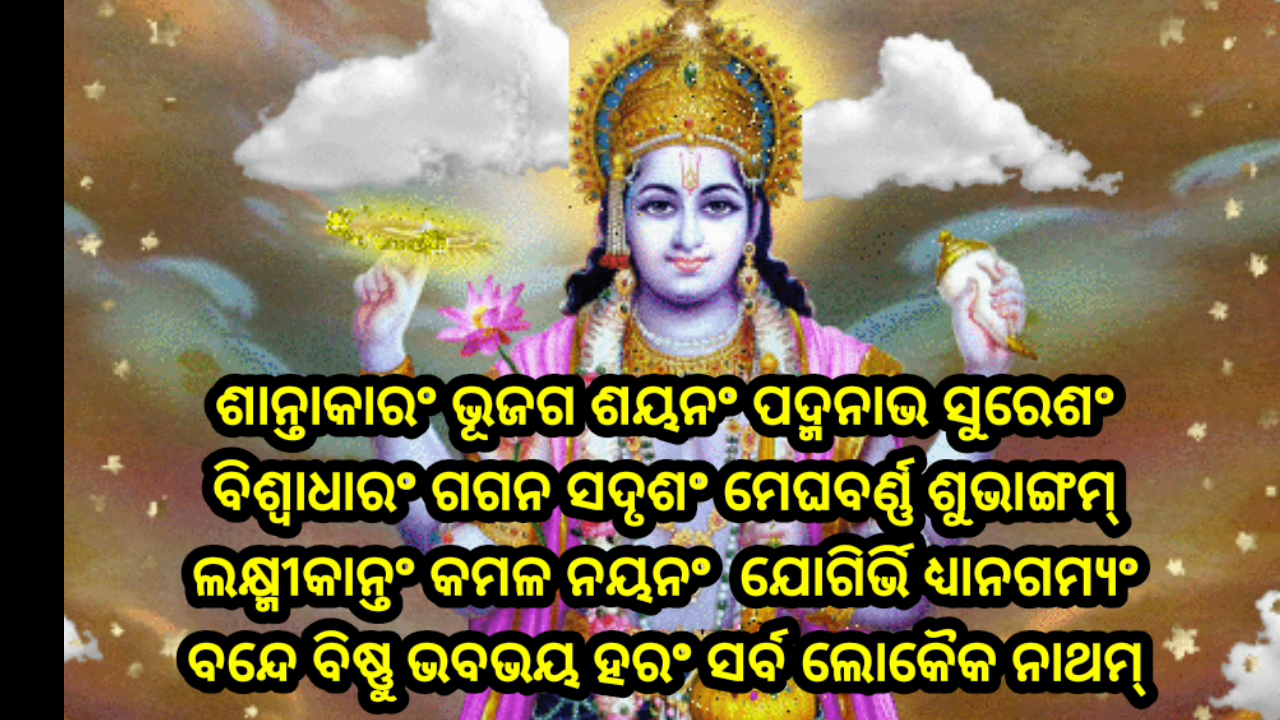 ଶାନ୍ତାକାରଂ ଭୂଜଗ ଶୟନଂ ପଦ୍ମନାଭ ସୁରେଶଂ
ବିଶ୍ୱାଧାରଂ ଗଗନ ସଦୃଶଂ ମେଘବର୍ଣ୍ଣ ଶୁଭାଙ୍ଗମ୍
ଲକ୍ଷ୍ମୀକାନ୍ତଂ କମଳ ନୟନଂ ଯୋଗିର୍ଭି ଧ୍ୟାନଗମ୍ୟଂ
ବନ୍ଦେ ବିଷ୍ଣୁ ଭବଭୟ ହରଂ ସର୍ବ ଲୋକୈକ ନାଥମ୍